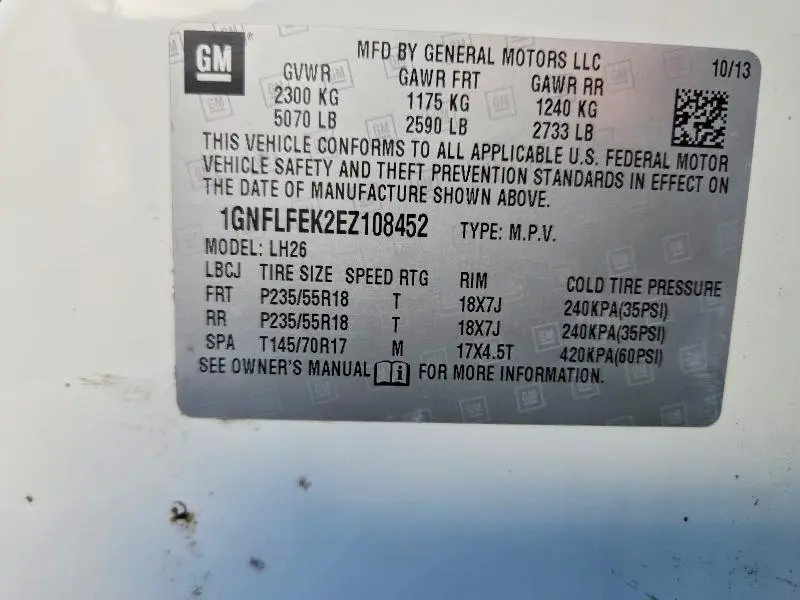 GM
MFD BY GENERAL MOTORS LLC
10/13
GVWR GAWR FRT GAWR RR
2300 KG 1175 KG 1240 KG
5070 LB 2590 LB 2733 LB
THIS VEHICLE CONFORMS TO ALL APPLICABLE U.S. FEDERAL MOTOR
VEHICLE SAFETY AND THEFT PREVENTION STANDARDS IN EFFECT ON
THE DATE OF MANUFACTURE SHOWN ABOVE.
1GNFLFEK2EZ108452 TYPE: M.P.V.
MODEL: LH26
LBCJ TIRE SIZE SPEED RTG RIM COLD TIRE PRESSURE
FRT P235/55R18 T 18X7J 240KPA(35PSI)
RR P235/55R18 T 18X7J 240KPA(35PSI)
SPA T145/70R17 M 17X4.5T 420KPA(60PSI)
SEE OWNER'S MANUAL FOR MORE INFORMATION.